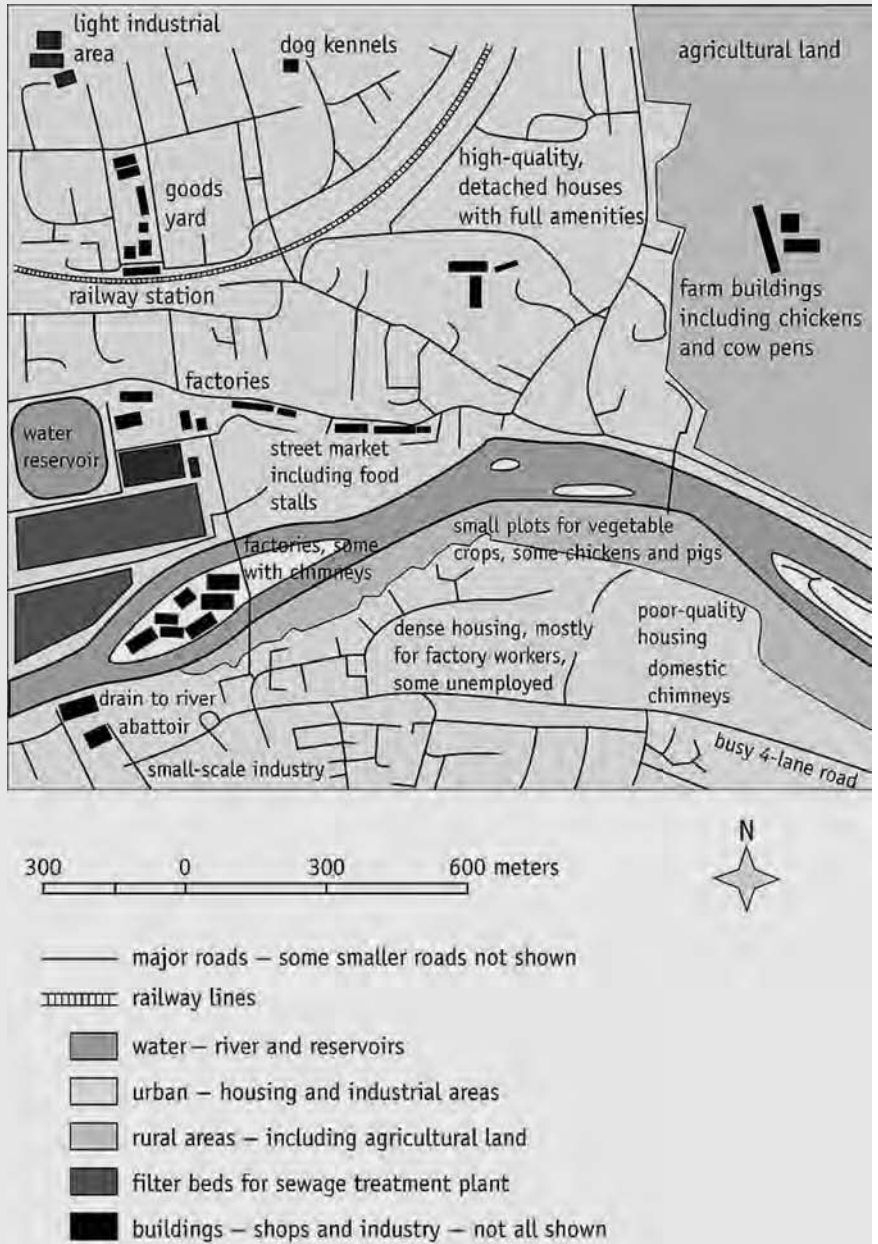 light industrial
area
dog kennels
agricultural land
high-quality,
detached houses
with full amenities
goods
yard
railway station
farm buildings
including chickens
and cow pens
factories
water
reservoir
street market
including food
stalls
factories, some
with chimneys
small plots for vegetable
crops, some chickens and pigs
dense housing, mostly
for factory workers,
some unemployed
poor-quality
housing
domestic
chimneys
drain to river
abattoir
small-scale industry
busy 4-lane road
300 0 300 600 meters
N
major roads – some smaller roads not shown
railway lines
water – river and reservoirs
urban – housing and industrial areas
rural areas – including agricultural land
filter beds for sewage treatment plant
buildings – shops and industry – not all shown